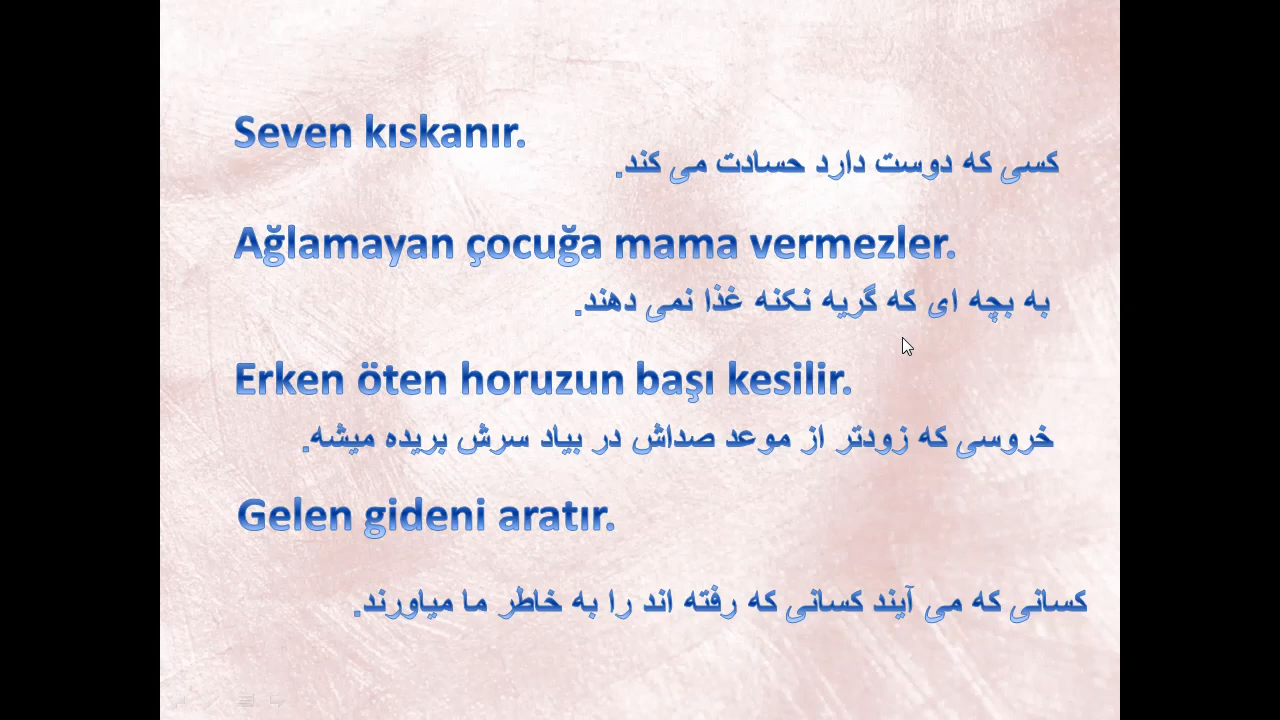 Seven kıskanır.
کسی که دوست دارد حسادت می کند.
Ağlamayan çocuğa mama vermezler.
به بچه ای که گریه نکنه غذا نمی دهند.
Erken öten horuzun başı kesilir.
خروسی که زودتر از موعد صداش در بیاد سرش بریده میشه.
Gelen gideni aratır.
کسانی که می آیند کسانی که رفته اند را به خاطر ما میاورند.